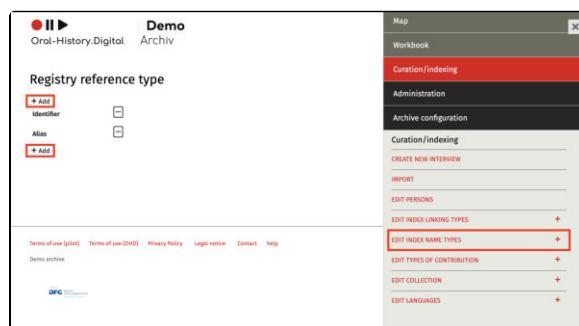 Demo
Oral-History.Digital Archiv
Registry reference type
+ Add
Identifier
Alias
+ Add
Terms of use (pilot) Terms of use (OHD) Privacy Policy Legal notice Contact help
Demo archive
DFG
Map
Workbook
Curation/indexing
Administration
Archive configuration
Curation/indexing
CREATE NEW INTERVIEW
IMPORT
EDIT PERSONS
EDIT INDEX LINKING TYPES +
EDIT INDEX NAME TYPES +
EDIT TYPES OF CONTRIBUTION +
EDIT COLLECTION +
EDIT LANGUAGES +